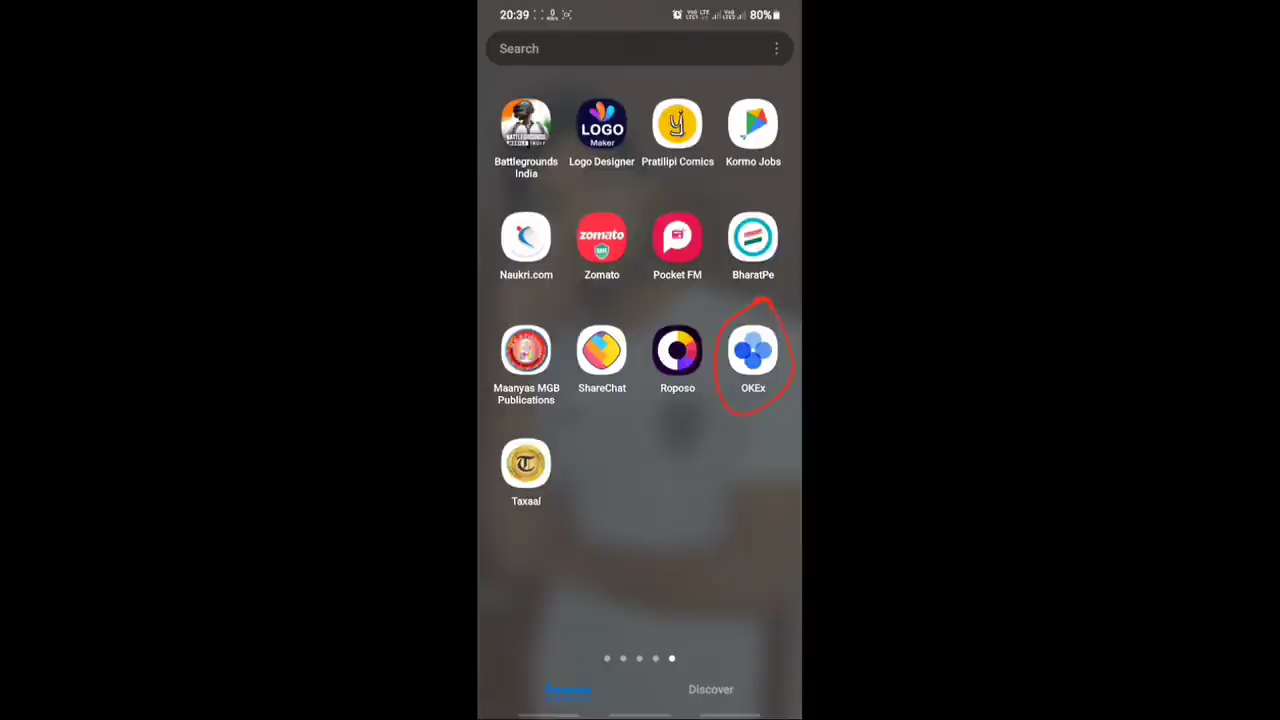 20:39
80%
Search
LOGO
Maker
Battlegrounds
India
Logo Designer
Pratilipi Comics
Kormo Jobs
zomato
Naukri.com
Zomato
Pocket FM
BharatPe
Maanyas MGB
Publications
ShareChat
Roposo
OKEx
Taxaal
Discover